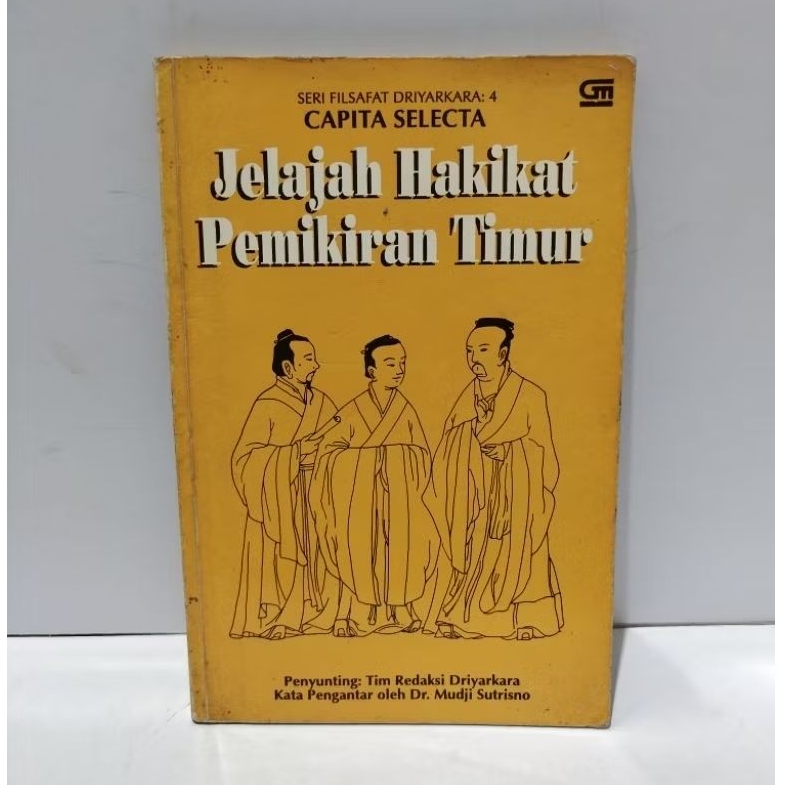 SERI FILSAFAT DRIYARKARA: 4
CAPITA SELECTA
GM
Jelajah Hakikat
Pemikiran Timur
Penyunting: Tim Redaksi Driyarkara
Kata Pengantar oleh Dr. Mudji Sutrisno